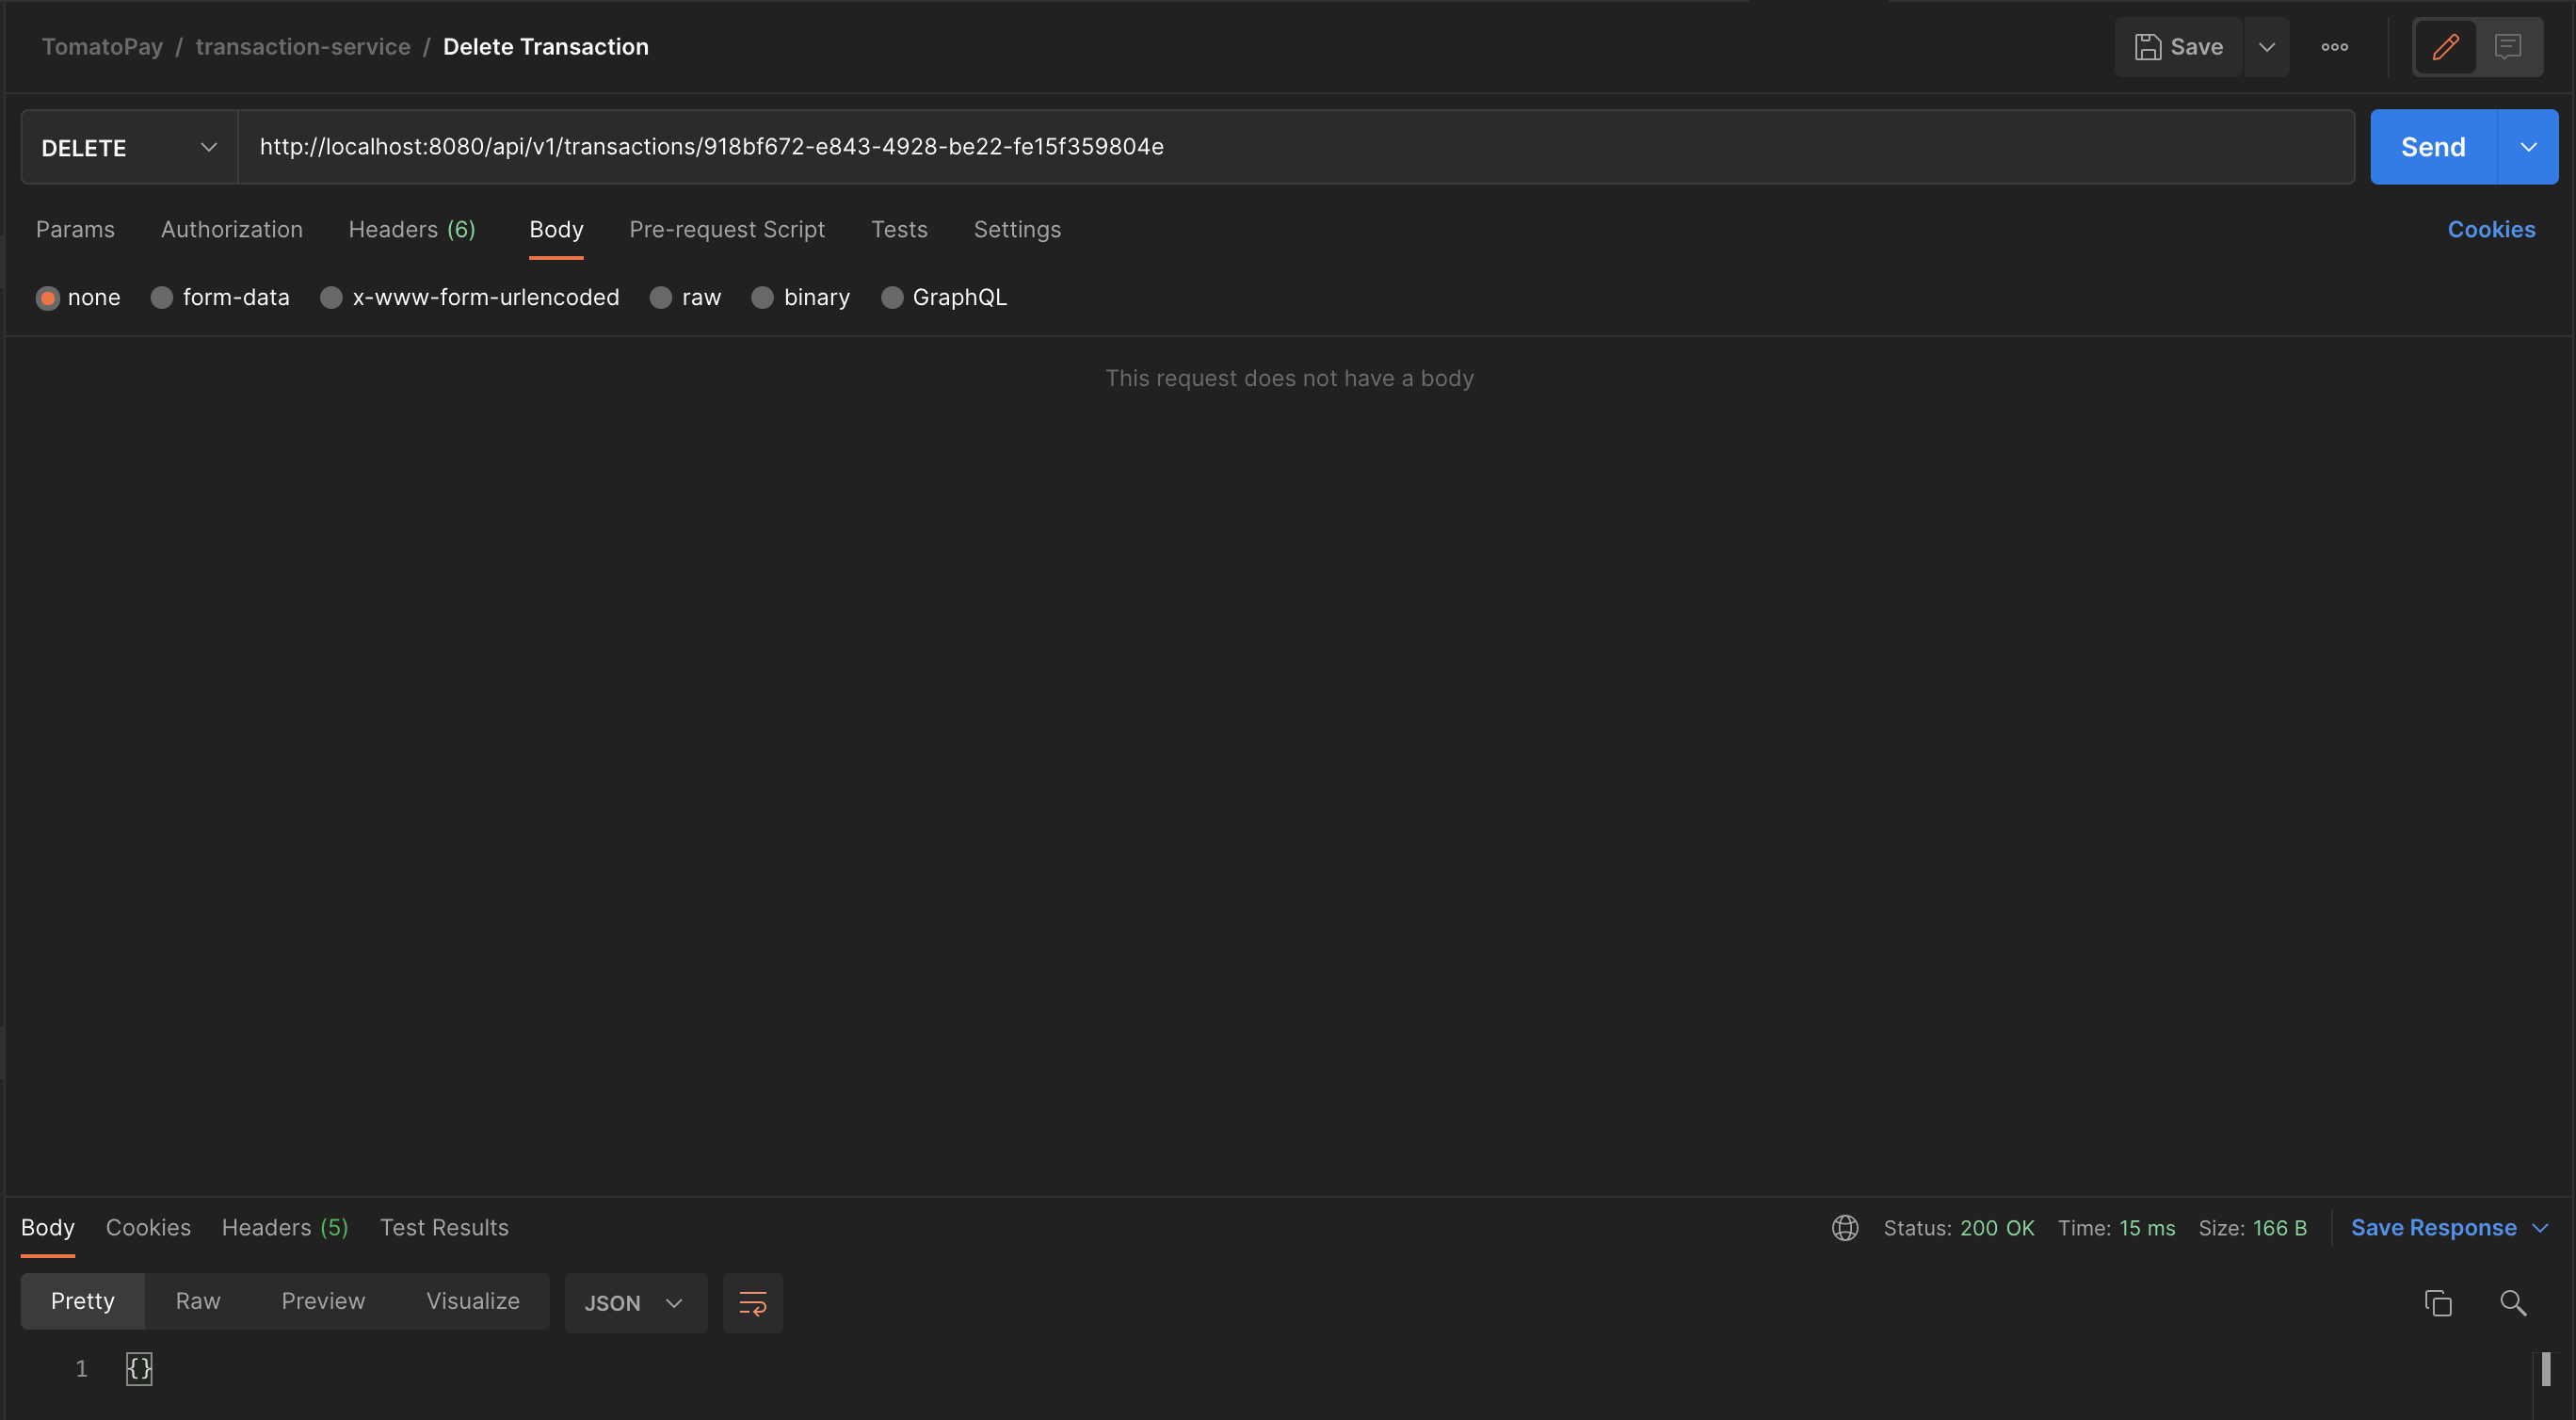 TomatoPay / transaction-service / Delete Transaction
Save
DELETE
http://localhost:8080/api/v1/transactions/918bf672-e843-4928-be22-fe15f359804e
Send
Params Authorization Headers (6) Body Pre-request Script Tests Settings
Cookies
none form-data x-www-form-urlencoded raw binary GraphQL
This request does not have a body
Body Cookies Headers (5) Test Results
Status: 200 OK Time: 15 ms Size: 166 B
Save Response
Pretty Raw Preview Visualize
JSON
1 {}